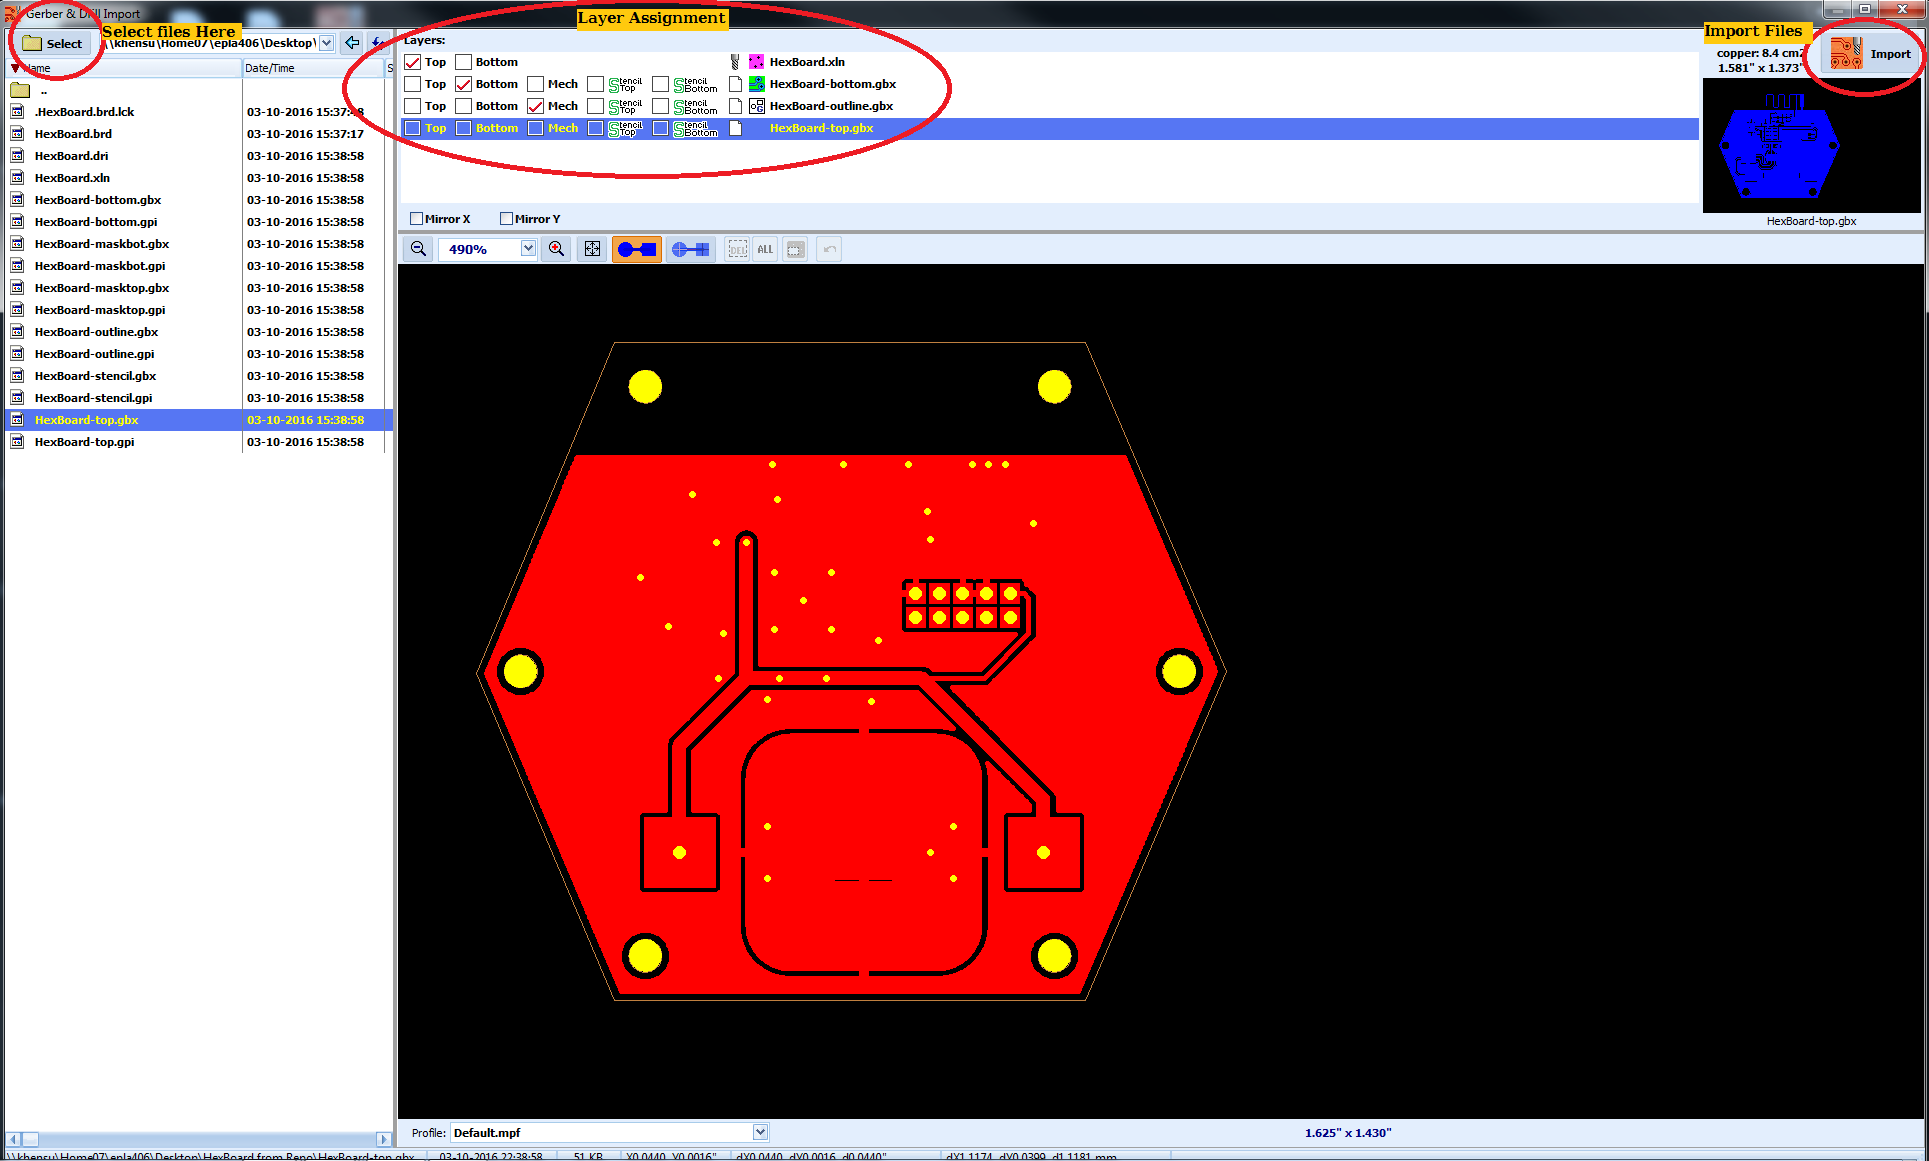 Gerber & Drill Import
Select files Here
Layer Assignment
Import Files
Select
\\khensu\Home07\epla406\Desktop\
Layers:
copper: 8.4 cm2
1.581" x 1.373"
Import
Name Date/Time S
..
.HexBoard.brd.lck 03-10-2016 15:37:48
HexBoard.brd 03-10-2016 15:37:17
HexBoard.dri 03-10-2016 15:38:58
HexBoard.xln 03-10-2016 15:38:58
HexBoard-bottom.gbx 03-10-2016 15:38:58
HexBoard-bottom.gpi 03-10-2016 15:38:58
HexBoard-maskbot.gbx 03-10-2016 15:38:58
HexBoard-maskbot.gpi 03-10-2016 15:38:58
HexBoard-masktop.gbx 03-10-2016 15:38:58
HexBoard-masktop.gpi 03-10-2016 15:38:58
HexBoard-outline.gbx 03-10-2016 15:38:58
HexBoard-outline.gpi 03-10-2016 15:38:58
HexBoard-stencil.gbx 03-10-2016 15:38:58
HexBoard-stencil.gpi 03-10-2016 15:38:58
HexBoard-top.gbx 03-10-2016 15:38:58
HexBoard-top.gpi 03-10-2016 15:38:58
Top Bottom HexBoard.xln
Top Bottom Mech Stencil Top Stencil Bottom HexBoard-bottom.gbx
Top Bottom Mech Stencil Top Stencil Bottom HexBoard-outline.gbx
Top Bottom Mech Stencil Top Stencil Bottom HexBoard-top.gbx
Mirror X Mirror Y
HexBoard-top.gbx
490% DEL ALL
Profile: Default.mpf 1.625" x 1.430"
\\khensu\Home07\epla406\Desktop\HexBoard from Repo\HexBoard-top.gbx 03-10-2016 22:38:58 51 KB X0.0440, Y0.0016" dX0.0440, dY0.0016, d0.0440" dX1.1174, dY0.0399, d1.1181 mm